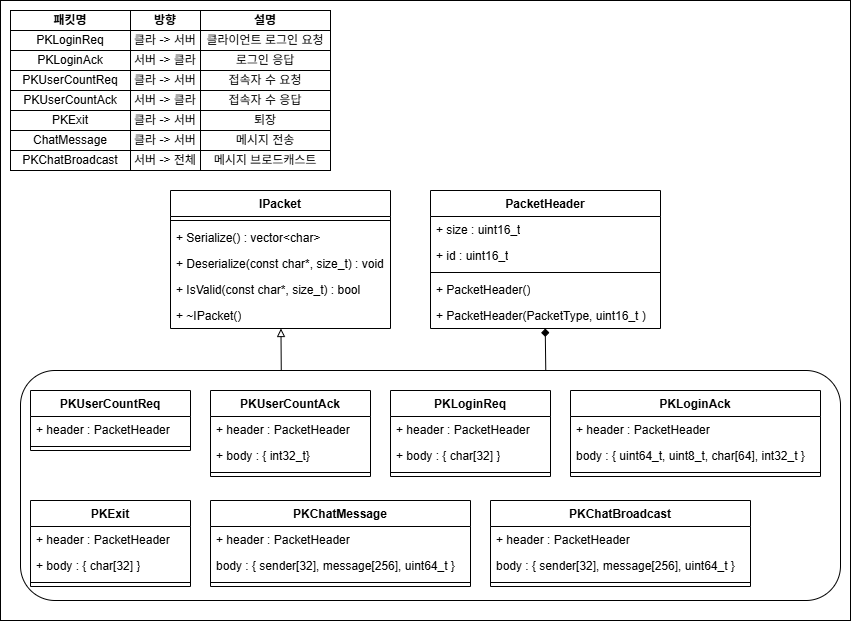 패킷명 방향 설명
PKLoginReq 클라 -> 서버 클라이언트 로그인 요청
PKLoginAck 서버 -> 클라 로그인 응답
PKUserCountReq 클라 -> 서버 접속자 수 요청
PKUserCountAck 서버 -> 클라 접속자 수 응답
PKExit 클라 -> 서버 퇴장
ChatMessage 클라 -> 서버 메시지 전송
PKChatBroadcast 서버 -> 전체 메시지 브로드캐스트
IPacket
+ Serialize() : vector<char>
+ Deserialize(const char*, size_t) : void
+ IsValid(const char*, size_t) : bool
+ ~IPacket()
PacketHeader
+ size : uint16_t
+ id : uint16_t
+ PacketHeader()
+ PacketHeader(PacketType, uint16_t )
PKUserCountReq
+ header : PacketHeader
PKUserCountAck
+ header : PacketHeader
+ body : { int32_t}
PKLoginReq
+ header : PacketHeader
+ body : { char[32] }
PKLoginAck
+ header : PacketHeader
body : { uint64_t, uint8_t, char[64], int32_t }
PKExit
+ header : PacketHeader
+ body : { char[32] }
PKChatMessage
+ header : PacketHeader
body : { sender[32], message[256], uint64_t }
PKChatBroadcast
+ header : PacketHeader
body : { sender[32], message[256], uint64_t }